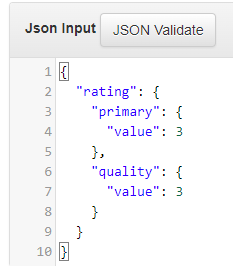 Json Input JSON Validate
1 {
2   "rating": {
3     "primary": {
4       "value": 3
5     },
6     "quality": {
7       "value": 3
8     }
9   }
10 }